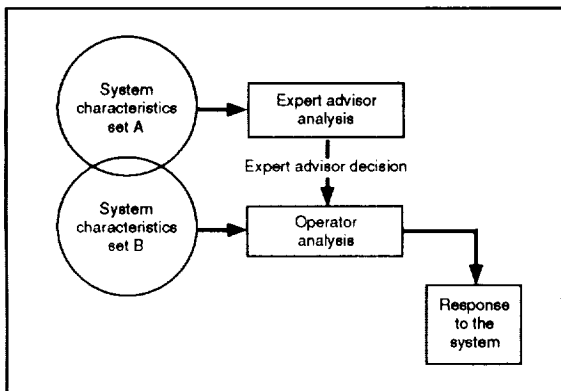 System
characteristics
set A
Expert advisor
analysis
Expert advisor decision
System
characteristics
set B
Operator
analysis
Response
to the
system